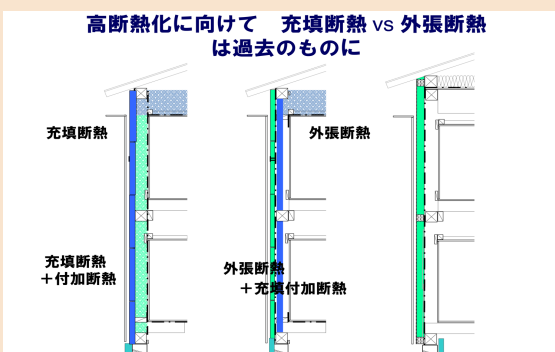 高断熱化に向けて　充填断熱 vs 外張断熱
は過去のものに
充填断熱
外張断熱
充填断熱
＋付加断熱
外張断熱
＋充填付加断熱